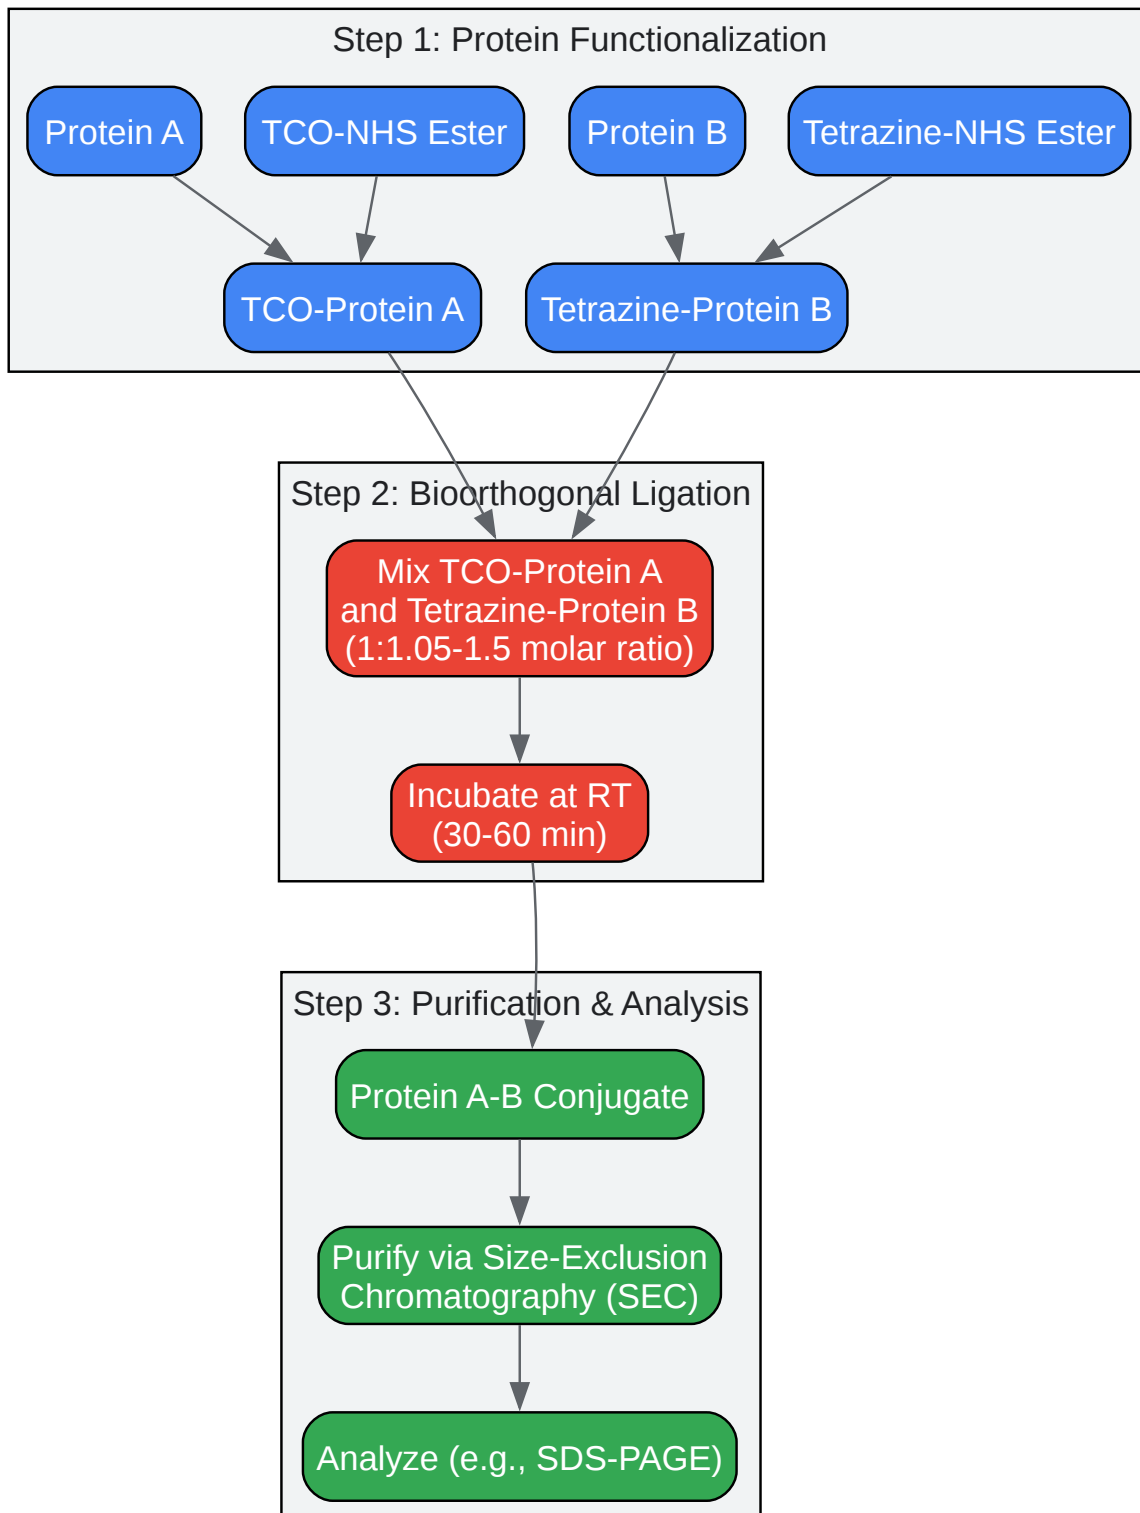 Step 1: Protein Functionalization
Protein A
TCO-NHS Ester
Protein B
Tetrazine-NHS Ester
TCO-Protein A
Tetrazine-Protein B
Step 2: Bioorthogonal Ligation
Mix TCO-Protein A
and Tetrazine-Protein B
(1:1.05-1.5 molar ratio)
Incubate at RT
(30-60 min)
Step 3: Purification & Analysis
Protein A-B Conjugate
Purify via Size-Exclusion
Chromatography (SEC)
Analyze (e.g., SDS-PAGE)